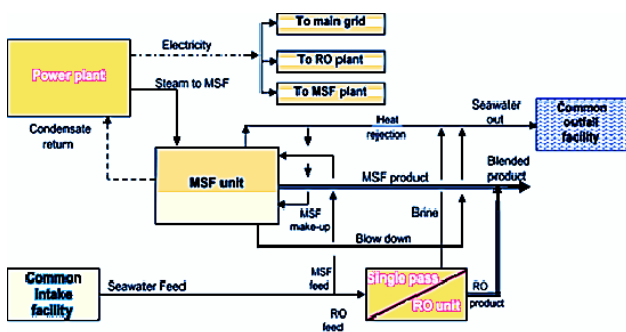 To main grid
Electricity
Power plant
To RO plant
Steam to MSF
To MSF plant
Seawater
out
Common
outfall
facility
Heat
rejection
Condensate
return
Blended
product
MSF unit
MSF product
MSF
make-up
Brine
Blow down
Common
Intake
facility
Seawater Feed
MSF
feed
RO
feed
Single pass
RO unit
RO
product